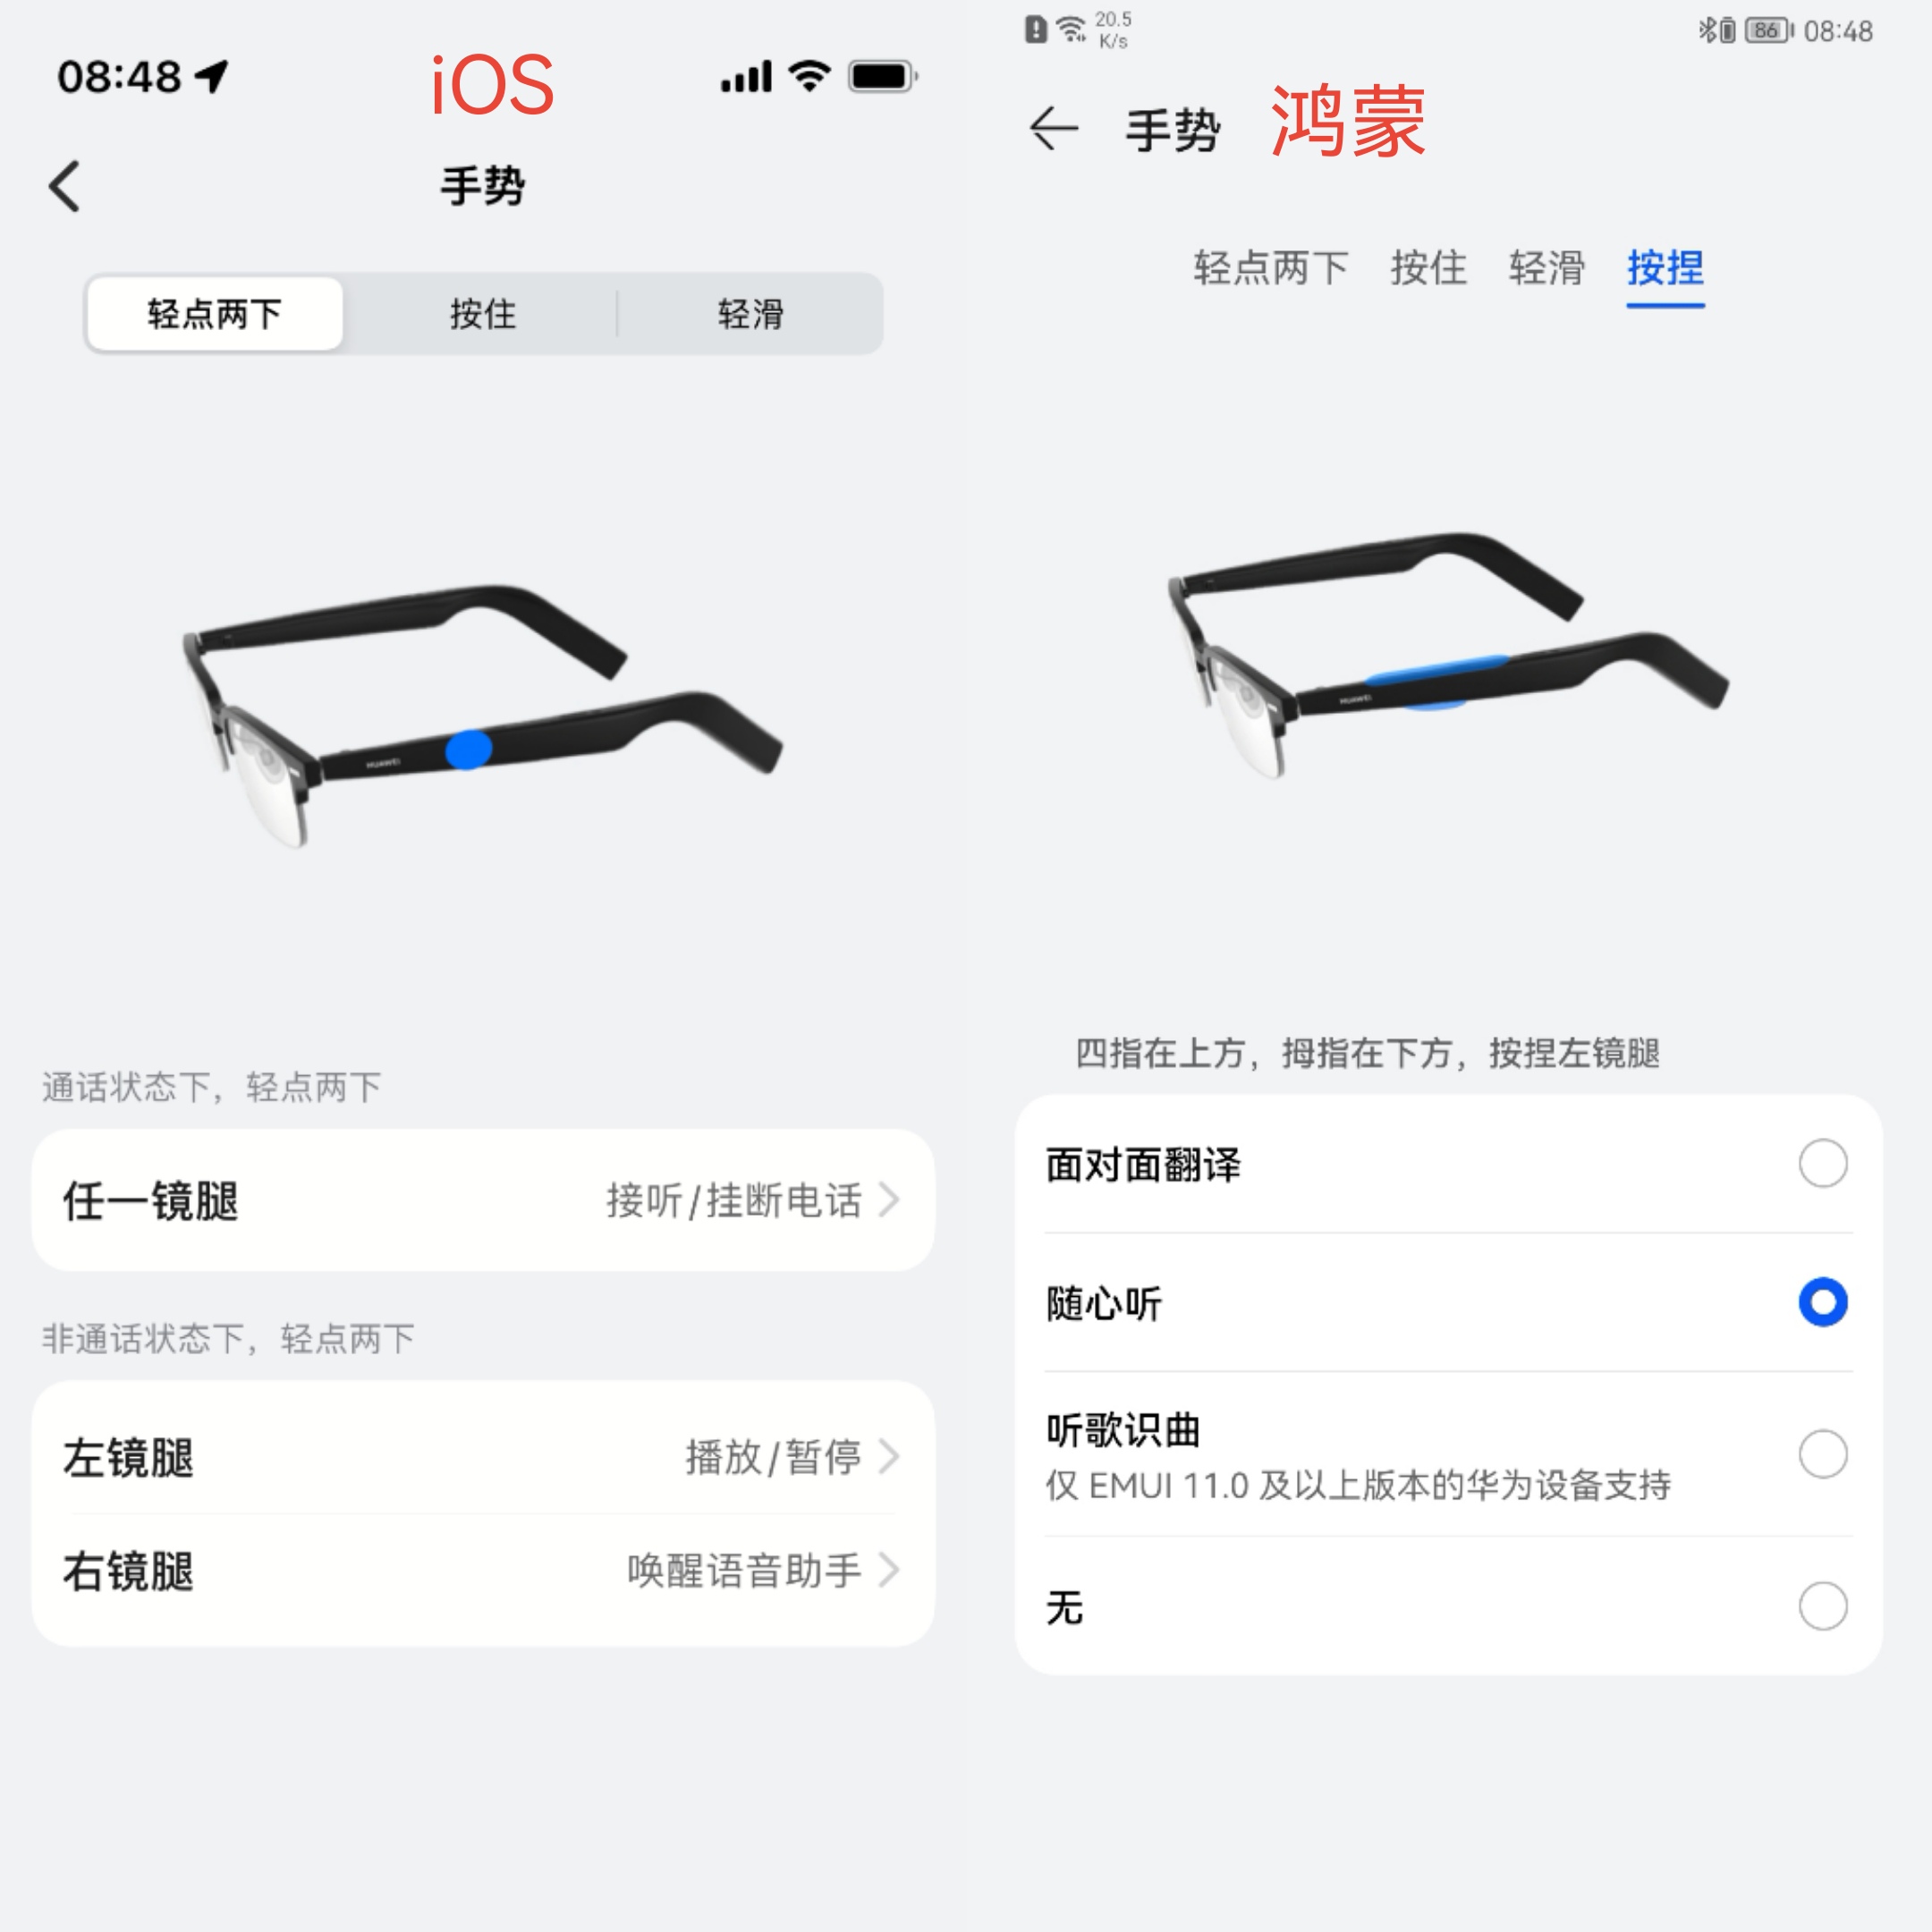 08:48
iOS
手势
轻点两下
按住
轻滑
HUAWEI
通话状态下，轻点两下
任一镜腿
接听/挂断电话
非通话状态下，轻点两下
左镜腿
播放/暂停
右镜腿
唤醒语音助手
20.5
K/s
86
08:48
手势
鸿蒙
轻点两下
按住
轻滑
按捏
HUAWEI
四指在上方，拇指在下方，按捏左镜腿
面对面翻译
随心听
听歌识曲
仅 EMUI 11.0 及以上版本的华为设备支持
无